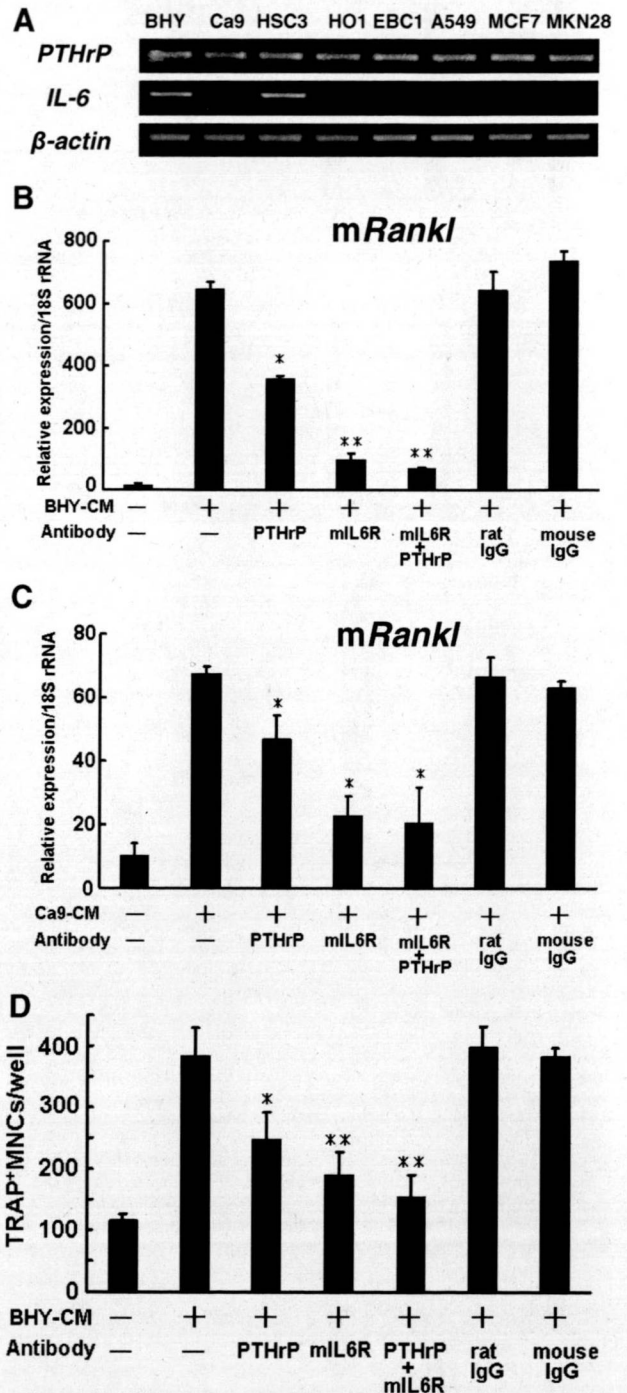 A
BHY Ca9 HSC3 HO1 EBC1 A549 MCF7 MKN28
PTHrP
IL-6
β-actin
B
mRankl
Relative expression/18S rRNA
800
600
400
200
0
*
**
**
BHY-CM — + + + + + +
Antibody — — PTHrP mIL6R mIL6R + PTHrP rat IgG mouse IgG
C
mRankl
Relative expression/18S rRNA
80
60
40
20
0
*
*
*
Ca9-CM — + + + + + +
Antibody — — PTHrP mIL6R mIL6R + PTHrP rat IgG mouse IgG
D
TRAP+MNCs/well
400
300
200
100
0
*
**
**
BHY-CM — + + + + + +
Antibody — — PTHrP mIL6R PTHrP + mIL6R rat IgG mouse IgG